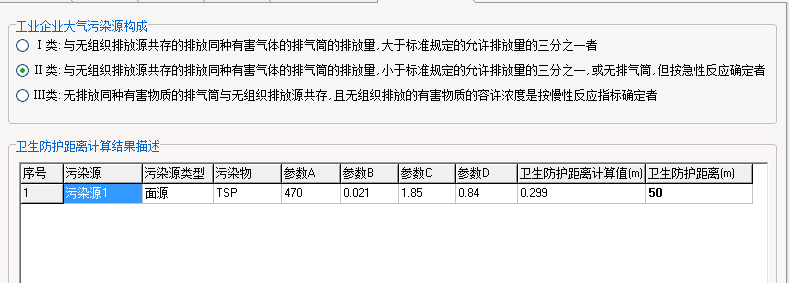 工业企业大气污染源构成
I 类: 与无组织排放源共存的排放同种有害气体的排气筒的排放量, 大于标准规定的允许排放量的三分之一者
II 类: 与无组织排放源共存的排放同种有害气体的排气筒的排放量, 小于标准规定的允许排放量的三分之一, 或无排气筒, 但按急性反应确定者
III类: 无排放同种有害物质的排气筒与无组织排放源共存, 且无组织排放的有害物质的容许浓度是按慢性反应指标确定者
卫生防护距离计算结果描述
序号 污染源 污染源类型 污染物 参数A 参数B 参数C 参数D 卫生防护距离计算值(m) 卫生防护距离(m)
1 污染源1 面源 TSP 470 0.021 1.85 0.84 0.299 50